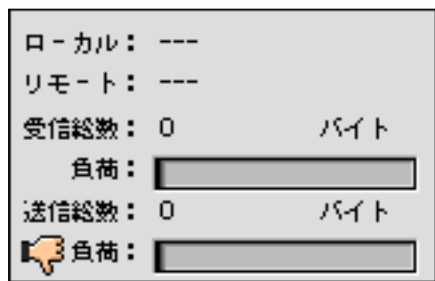 ローカル： ---
リモート： ---
受信総数： 0 バイト
負荷：
送信総数： 0 バイト
負荷：